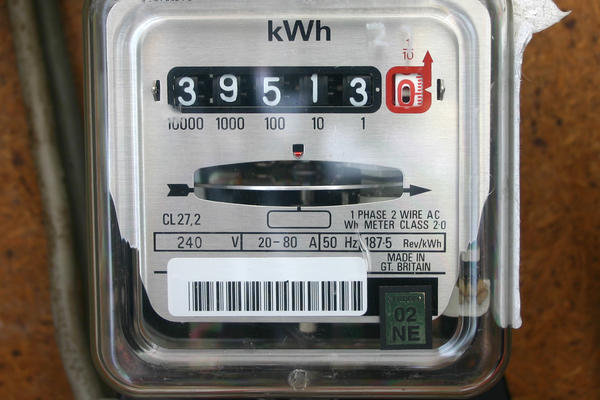 kWh
1
10
3 9 5 1 3 0
10000 1000 100 10 1
CL27,2
1 PHASE 2 WIRE AC
Wh METER CLASS 2·0
240 V 20-80 A 50 Hz 187·5 Rev/kWh
MADE IN
GT. BRITAIN
02
NE